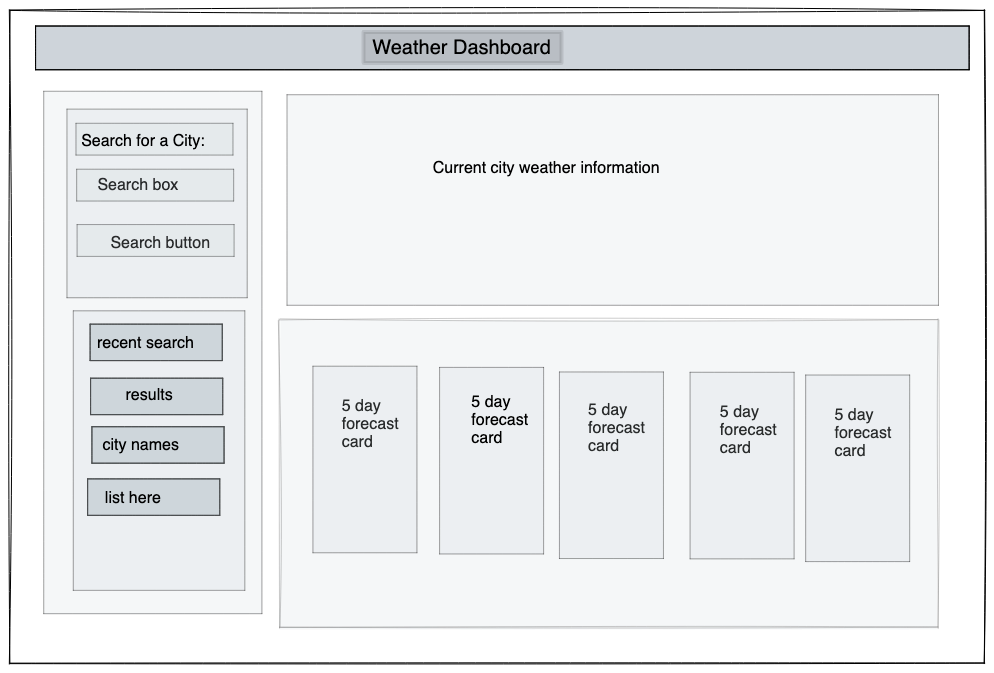 Weather Dashboard
Search for a City:
Search box
Search button
recent search
results
city names
list here
Current city weather information
5 day
forecast
card
5 day
forecast
card
5 day
forecast
card
5 day
forecast
card
5 day
forecast
card